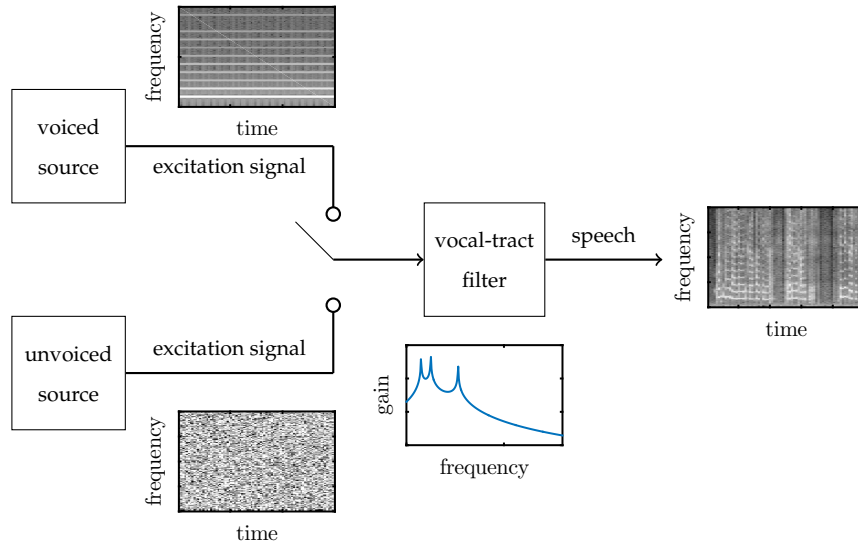 frequency
time
voiced
source
excitation signal
vocal-tract
filter
speech
frequency
time
unvoiced
source
excitation signal
gain
frequency
frequency
time